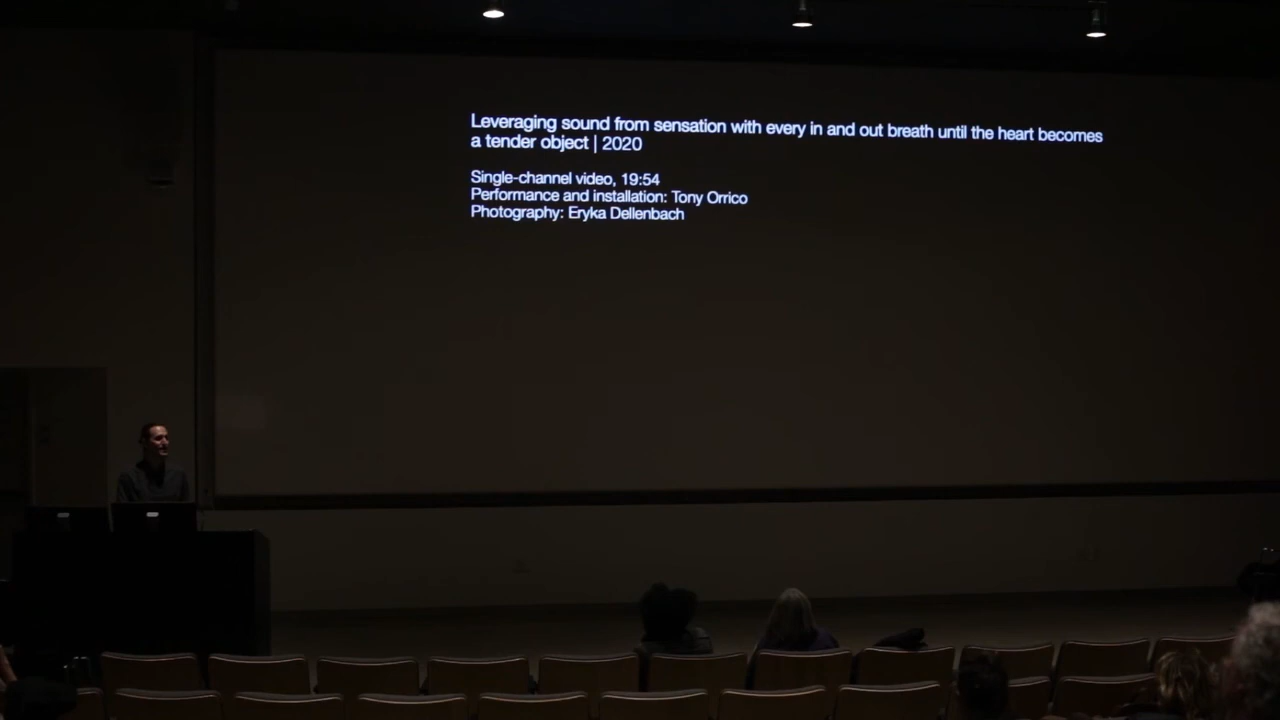 Leveraging sound from sensation with every in and out breath until the heart becomes
a tender object | 2020
Single-channel video, 19:54
Performance and installation: Tony Orrico
Photography: Eryka Dellenbach